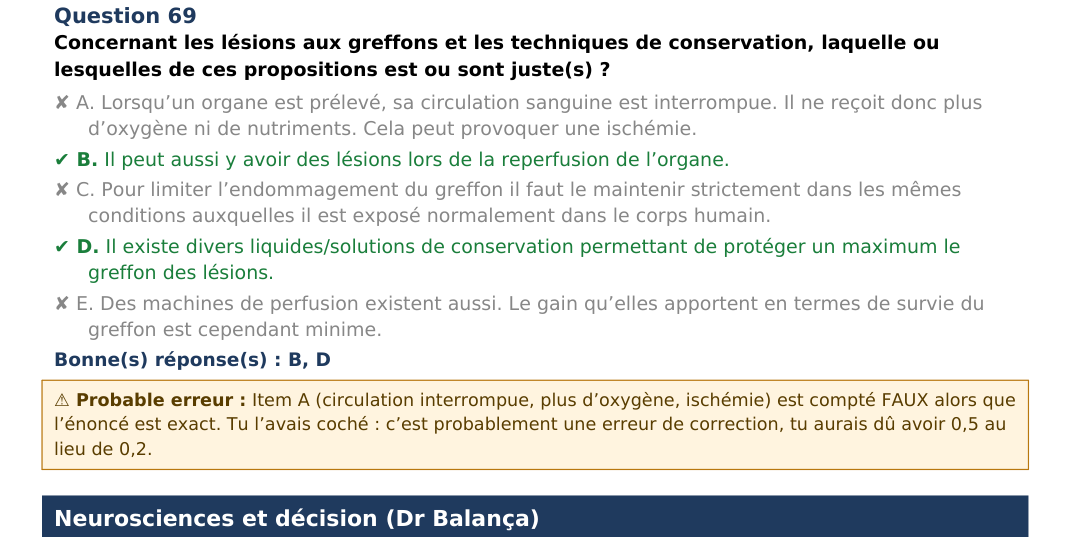 Question 69
Concernant les lésions aux greffons et les techniques de conservation, laquelle ou
lesquelles de ces propositions est ou sont juste(s) ?
✘ A. Lorsqu’un organe est prélevé, sa circulation sanguine est interrompue. Il ne reçoit donc plus
d’oxygène ni de nutriments. Cela peut provoquer une ischémie.
✔ B. Il peut aussi y avoir des lésions lors de la reperfusion de l’organe.
✘ C. Pour limiter l’endommagement du greffon il faut le maintenir strictement dans les mêmes
conditions auxquelles il est exposé normalement dans le corps humain.
✔ D. Il existe divers liquides/solutions de conservation permettant de protéger un maximum le
greffon des lésions.
✘ E. Des machines de perfusion existent aussi. Le gain qu’elles apportent en termes de survie du
greffon est cependant minime.
Bonne(s) réponse(s) : B, D
⚠ Probable erreur : Item A (circulation interrompue, plus d’oxygène, ischémie) est compté FAUX alors que
l’énoncé est exact. Tu l’avais coché : c’est probablement une erreur de correction, tu aurais dû avoir 0,5 au
lieu de 0,2.
Neurosciences et décision (Dr Balança)